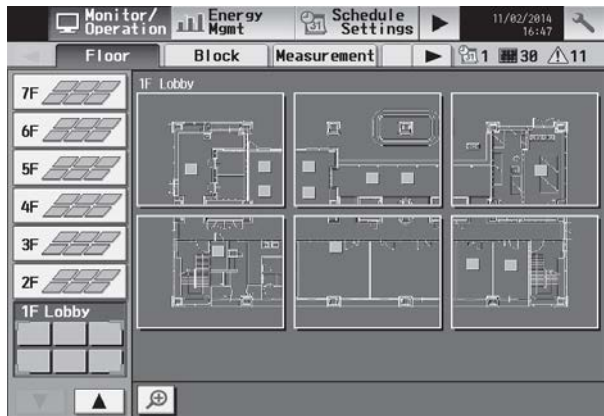 Monitor/
Operation
Energy
Mgmt
Schedule
Settings
11/02/2014
16:47
Floor
Block
Measurement
1
30
11
7F
6F
5F
4F
3F
2F
1F Lobby
1F Lobby